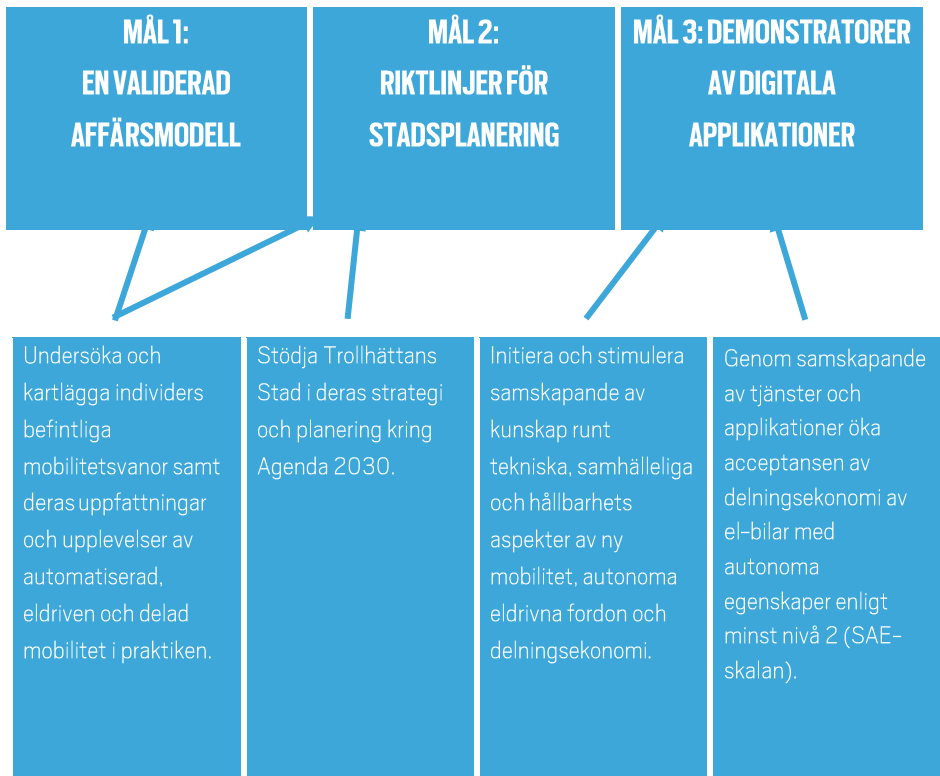 MÅL 1:
EN VALIDERAD
AFFÄRSMODELL
MÅL 2:
RIKTLINJER FÖR
STADSPLANERING
MÅL 3: DEMONSTRATORER
AV DIGITALA
APPLIKATIONER
Undersöka och
kartlägga individers
befintliga
mobilitetsvanor samt
deras uppfattningar
och upplevelser av
automatiserad,
eldriven och delad
mobilitet i praktiken.
Stödja Trollhättans
Stad i deras strategi
och planering kring
Agenda 2030.
Initiera och stimulera
samskapande av
kunskap runt
tekniska, samhälleliga
och hållbarhets
aspekter av ny
mobilitet, autonoma
eldrivna fordon och
delningsekonomi.
Genom samskapande
av tjänster och
applikationer öka
acceptansen av
delningsekonomi av
el-bilar med
autonoma
egenskaper enligt
minst nivå 2 (SAE-
skalan).